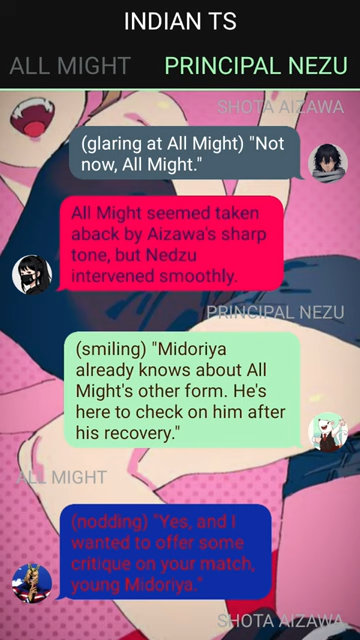 INDIAN TS
ALL MIGHT PRINCIPAL NEZU
SHOTA AIZAWA
(glaring at All Might) "Not
now, All Might."
All Might seemed taken
aback by Aizawa's sharp
tone, but Nedzu
intervened smoothly.
PRINCIPAL NEZU
(smiling) "Midoriya
already knows about All
Might's other form. He's
here to check on him after
his recovery."
ALL MIGHT
(nodding) "Yes, and I
wanted to offer some
critique on your match,
young Midoriya."
SHOTA AIZAWA